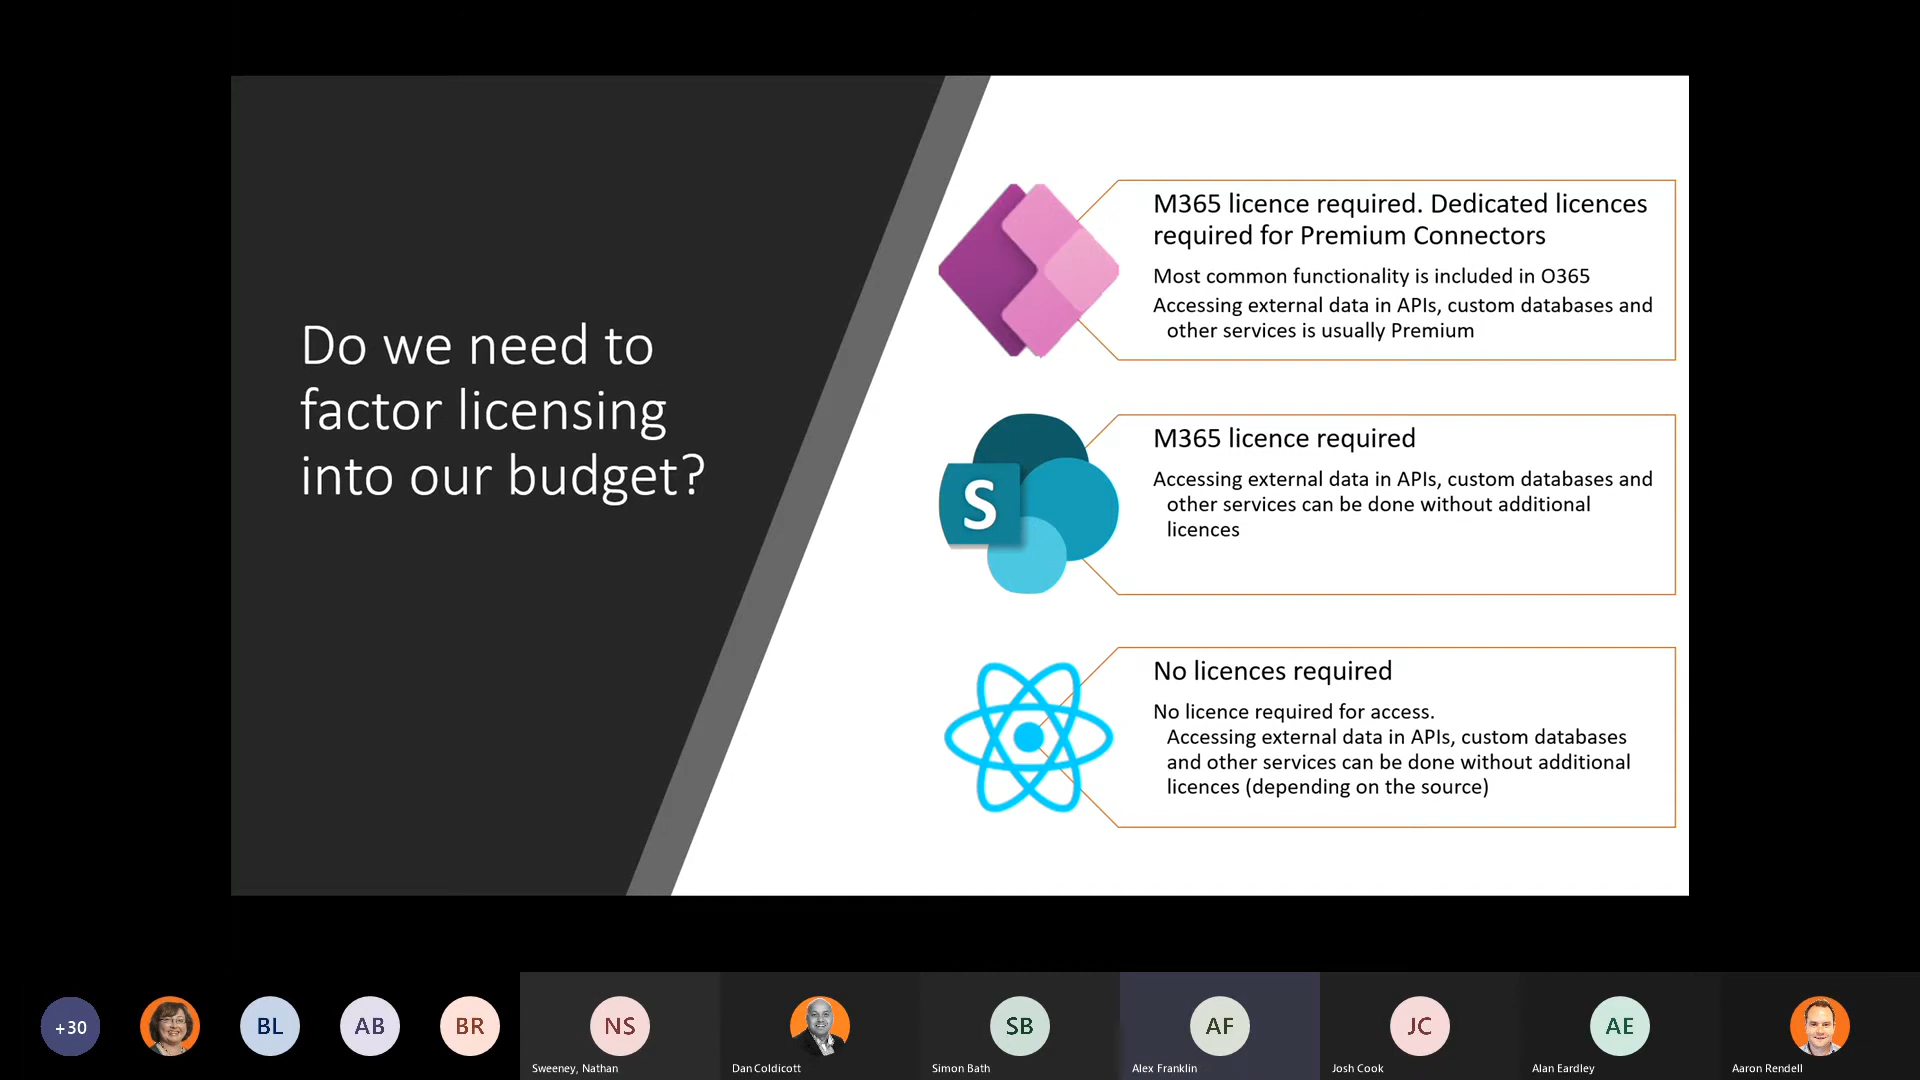 Do we need to
factor licensing
into our budget?
M365 licence required. Dedicated licences
required for Premium Connectors
Most common functionality is included in O365
Accessing external data in APIs, custom databases and
other services is usually Premium
S
M365 licence required
Accessing external data in APIs, custom databases and
other services can be done without additional
licences
No licences required
No licence required for access.
Accessing external data in APIs, custom databases
and other services can be done without additional
licences (depending on the source)
+30
BL
AB
BR
NS
SB
AF
JC
AE
Sweeney, Nathan
Dan Coldicott
Simon Bath
Alex Franklin
Josh Cook
Alan Eardley
Aaron Rendell